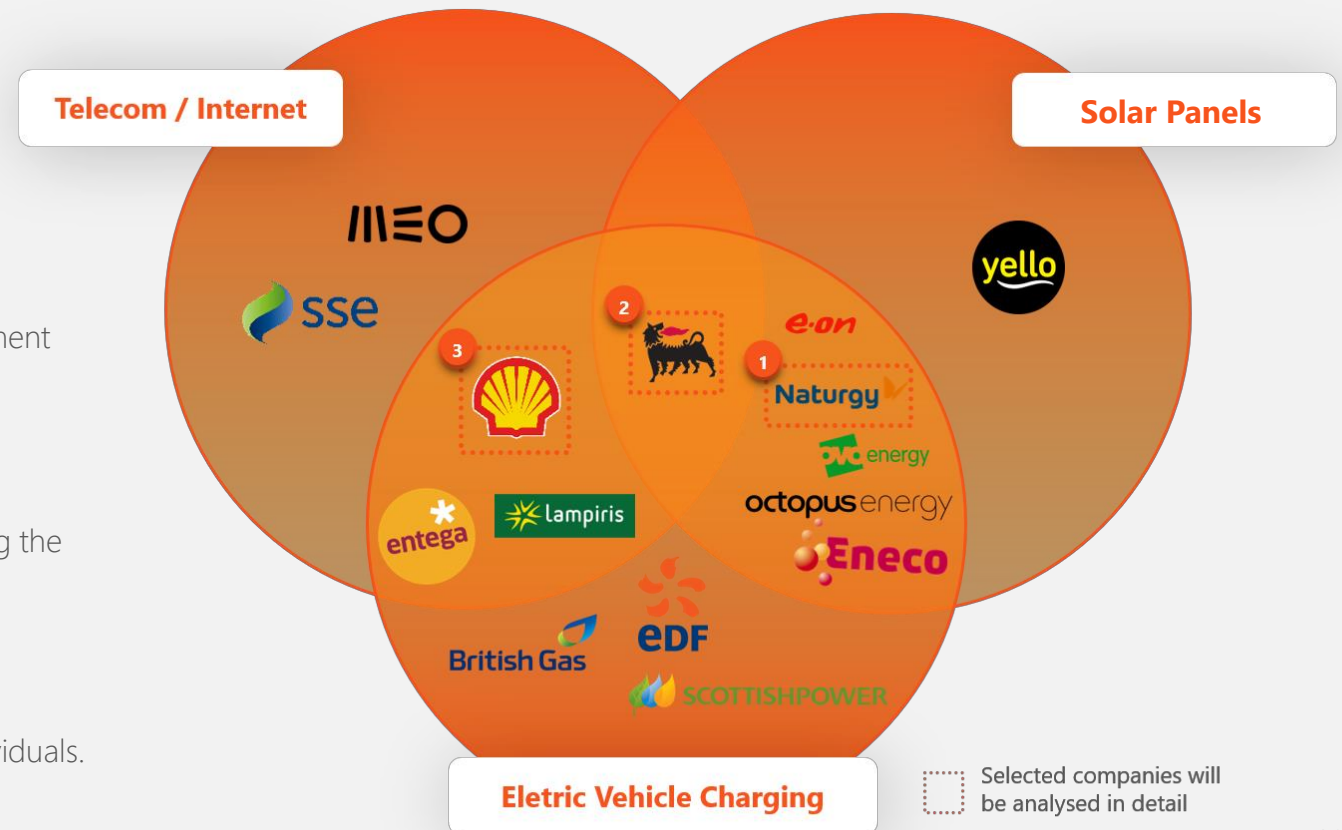 Telecom / Internet
Solar Panels
MEO
sse
yello
nent
2
e·on
3
1
Naturgy
ovo energy
octopus energy
lampiris
entega
g the
Eneco
eDF
British Gas
SCOTTISHPOWER
viduals.
Eletric Vehicle Charging
Selected companies will
be analysed in detail